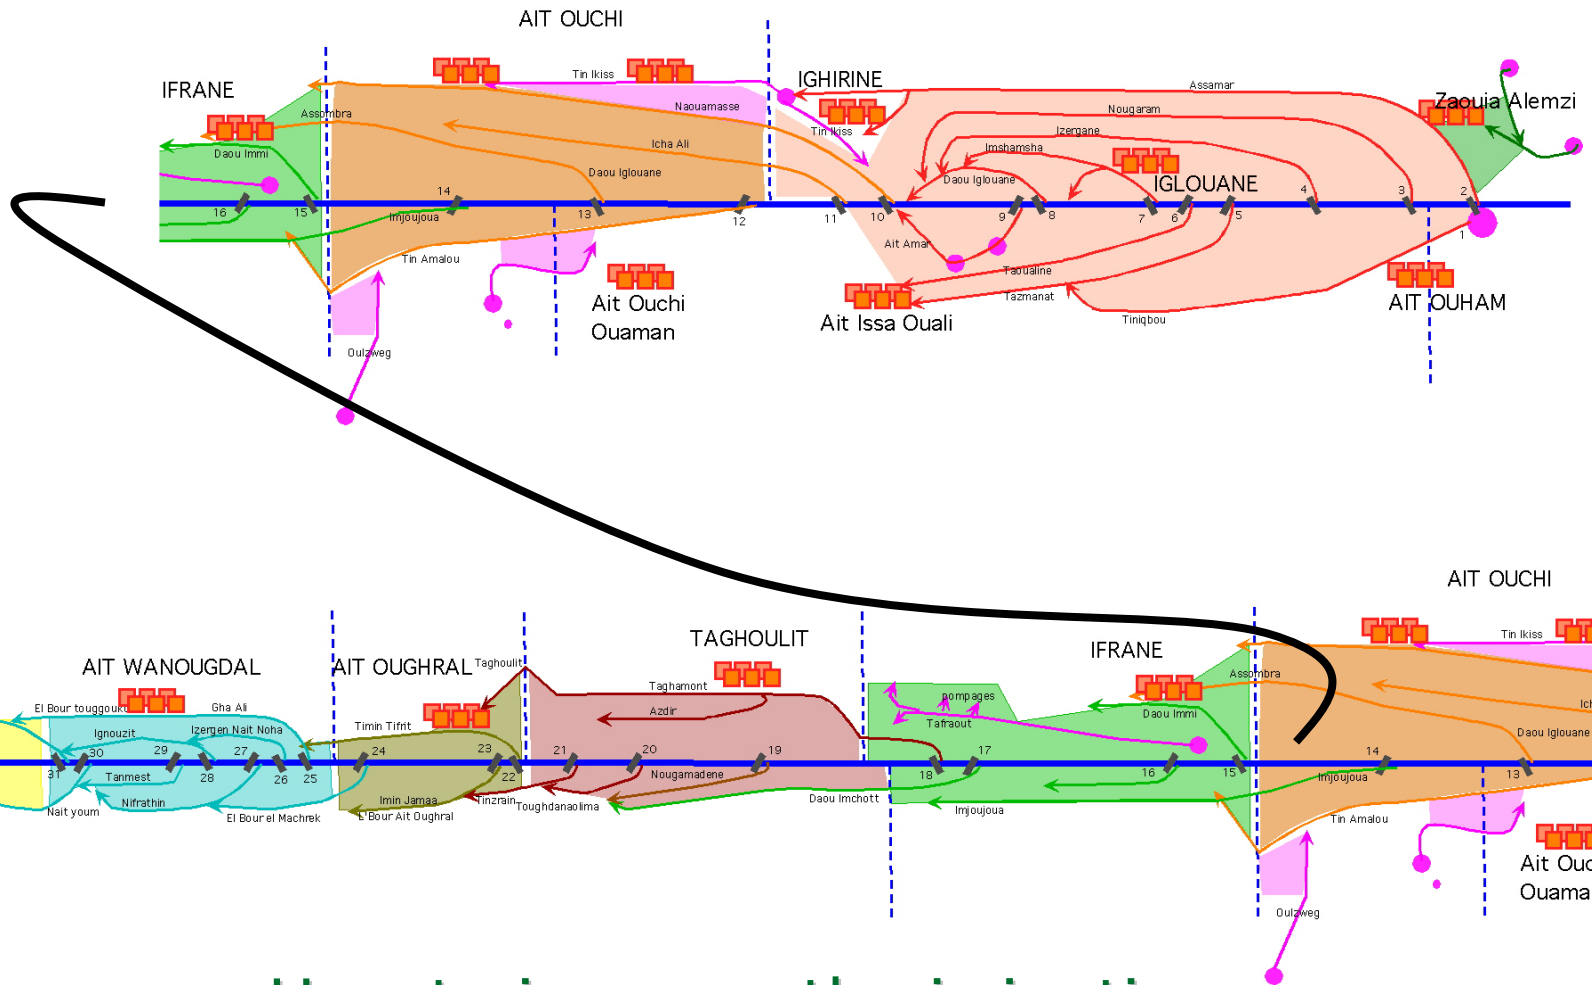 AIT OUCHI
IFRANE
Tin Ikiss
Naouamasse
IGHIRINE
Tin Ikiss
Assamar
Nougaram
Izergane
Imshamsha
Daou Iglouane
IGLOUANE
Zaouia Alemzi
Assombra
Daou Immi
Icha Ali
Daou Iglouane
16
15
14
Imjoujoua
13
12
11
10
9
8
7
6
5
4
3
2
1
Tin Amalou
Ait Amar
Taoualine
Tazmanat
Tiniqbou
Ait Ouchi
Ouaman
Ait Issa Ouali
AIT OUHAM
Oulzweg
AIT OUCHI
TAGHOULIT
IFRANE
Tin Ikiss
AIT WANOUGDAL
AIT OUGHRAL
Taghoulit
Taghamont
Azdir
pompages
Tafraout
Assombra
Daou Immi
El Bour touggouk
Gha Ali
Ignouzit
Izergen Nait Noha
Timin Tifrit
Daou Iglouane
31
30
29
28
27
26
25
24
23
22
21
20
19
18
17
16
15
14
13
Tanmest
Nifrathin
Nait youm
El Bour el Machrek
Imin Jamaa
L'Bour Ait Oughral
Tinzrain
Toughdanaolima
Nougamadene
Daou Imchott
Imjoujoua
Imjoujoua
Tin Amalou
Oulzweg